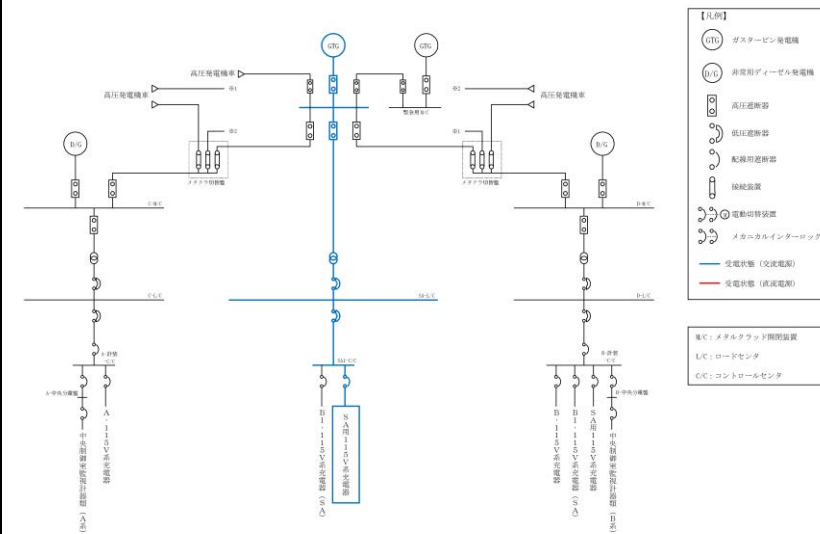 GTG
GTG
高圧発電機車
高圧発電機車
※1
※2
緊急用M/C
高圧発電機車
※2
※1
D/G
D/G
メタクラ切替盤
メタクラ切替盤
C-M/C
D-M/C
C-L/C
SA-L/C
D-L/C
A-計装
-C/C
SA1-C/C
B-計装
-C/C
A-中央分電盤
B-中央分電盤
中央制御室監視計器類（A系）
A-115V系充電器
B1-115V系充電器（SA）
SA用115V系充電器
B-115V系充電器
B1-115V系充電器（SA）
SA用115V系充電器
中央制御室監視計器類（B系）
【凡例】
GTG ガスタービン発電機
D/G 非常用ディーゼル発電機
高圧遮断器
低圧遮断器
配線用遮断器
接続装置
電動切替装置
メカニカルインターロック
受電状態（交流電源）
受電状態（直流電源）
M/C：メタルクラッド開閉装置
L/C：ロードセンタ
C/C：コントロールセンタ